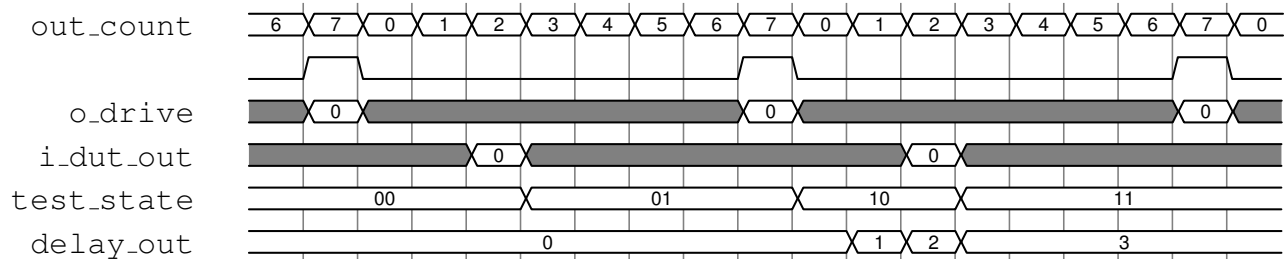 out_count 6 7 0 1 2 3 4 5 6 7 0 1 2 3 4 5 6 7 0
o_drive 0 0 0
i_dut_out 0 0
test_state 00 01 10 11
delay_out 0 1 2 3